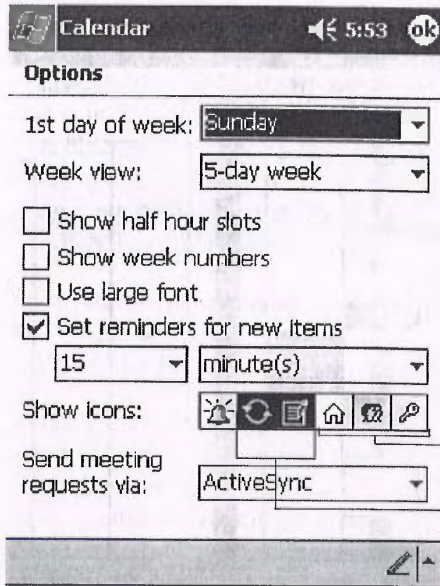 Calendar 5:53 ok
Options
1st day of week: Sunday
Week view: 5-day week
Show half hour slots
Show week numbers
Use large font
Set reminders for new items
15 minute(s)
Show icons:
Send meeting
requests via: ActiveSync